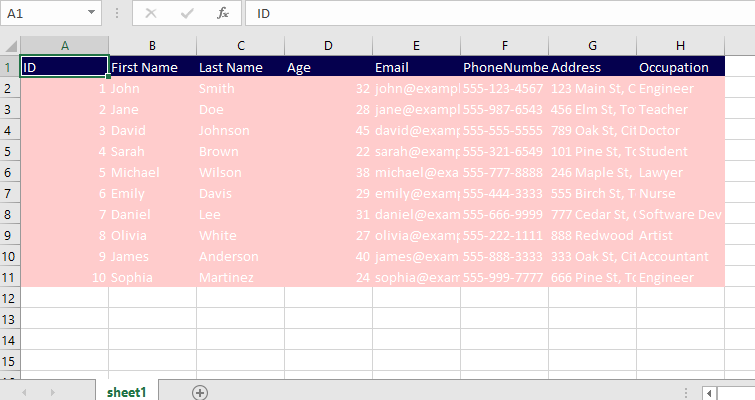 A1 fx ID
A B C D E F G H
1 ID First Name Last Name Age Email PhoneNumbe Address Occupation
2 1 John Smith 32 john@exampl 555-123-4567 123 Main St, C Engineer
3 2 Jane Doe 28 jane@exampl 555-987-6543 456 Elm St, To Teacher
4 3 David Johnson 45 david@exam 555-555-5555 789 Oak St, Cit Doctor
5 4 Sarah Brown 22 sarah@exam 555-321-6549 101 Pine St, To Student
6 5 Michael Wilson 38 michael@exa 555-777-8888 246 Maple St, Lawyer
7 6 Emily Davis 29 emily@exam 555-444-3333 555 Birch St, T Nurse
8 7 Daniel Lee 31 daniel@exam 555-666-9999 777 Cedar St, Software Dev
9 8 Olivia White 27 olivia@exam 555-222-1111 888 Redwood Artist
10 9 James Anderson 40 james@exam 555-888-3333 333 Oak St, Cit Accountant
11 10 Sophia Martinez 24 sophia@exam 555-999-7777 666 Pine St, To Engineer
12
13
14
15
sheet1